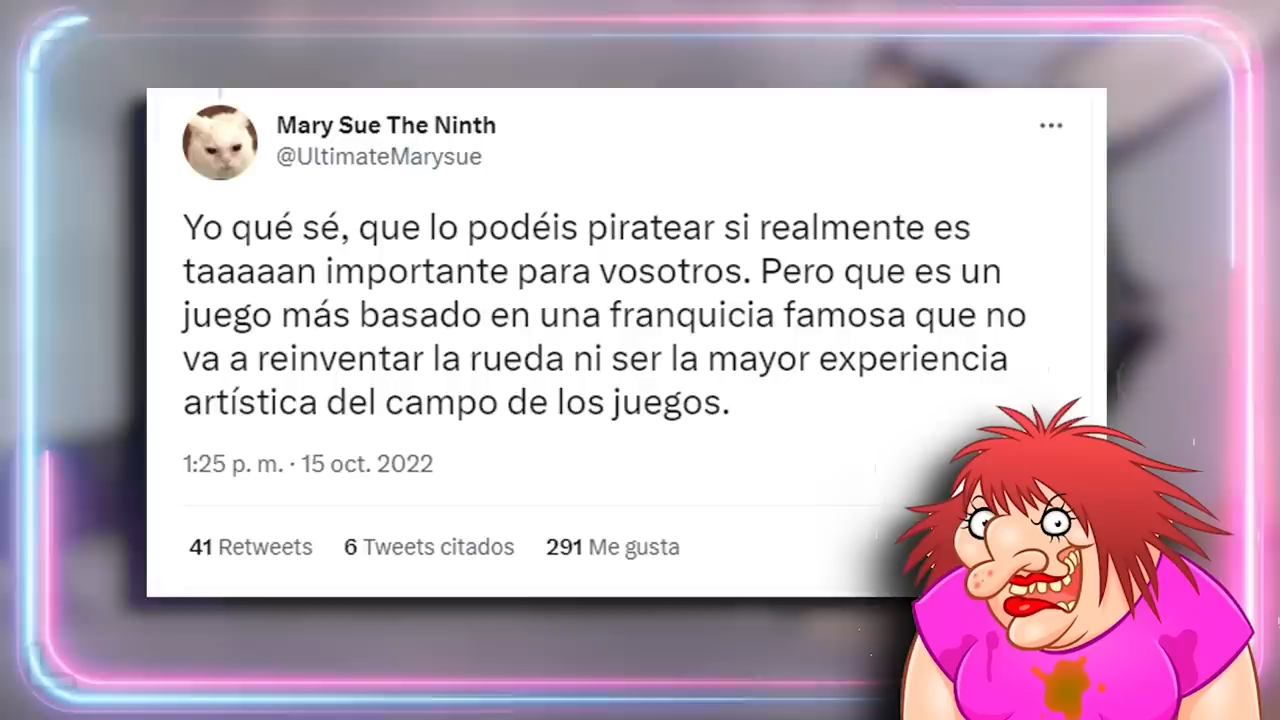 Mary Sue The Ninth
@UltimateMarysue
Yo qué sé, que lo podéis piratear si realmente es
taaaaan importante para vosotros. Pero que es un
juego más basado en una franquicia famosa que no
va a reinventar la rueda ni ser la mayor experiencia
artística del campo de los juegos.
1:25 p. m. · 15 oct. 2022
41 Retweets 6 Tweets citados 291 Me gusta